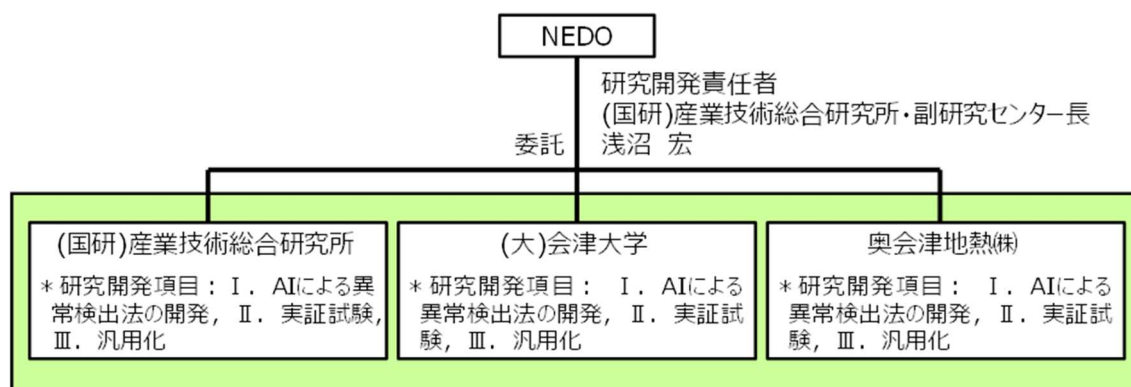 NEDO
研究開発責任者
(国研)産業技術総合研究所・副研究センター長
委託
浅沼 宏
(国研)産業技術総合研究所
＊研究開発項目： Ⅰ．AIによる異
常検出法の開発，Ⅱ．実証試験，
Ⅲ．汎用化
(大)会津大学
＊研究開発項目： Ⅰ．AIによる
異常検出法の開発，Ⅱ．実証試
験，Ⅲ．汎用化
奥会津地熱㈱
＊研究開発項目： Ⅰ．AIによる
異常検出法の開発，Ⅱ．実証試
験，Ⅲ．汎用化